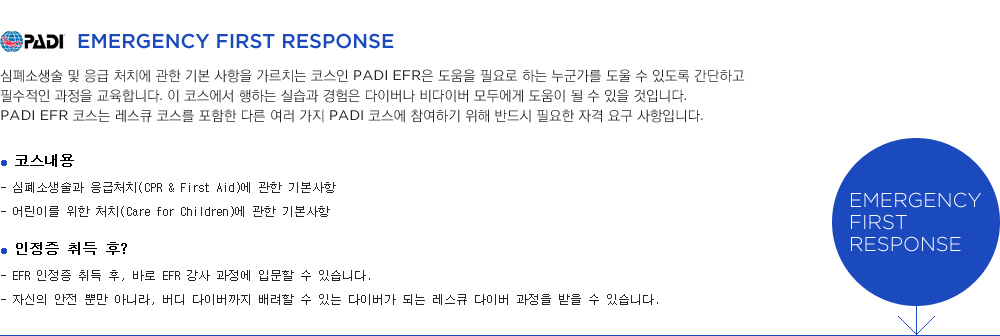 PADI EMERGENCY FIRST RESPONSE
심폐소생술 및 응급 처치에 관한 기본 사항을 가르치는 코스인 PADI EFR은 도움을 필요로 하는 누군가를 도울 수 있도록 간단하고
필수적인 과정을 교육합니다. 이 코스에서 행하는 실습과 경험은 다이버나 비다이버 모두에게 도움이 될 수 있을 것입니다.
PADI EFR 코스는 레스큐 코스를 포함한 다른 여러 가지 PADI 코스에 참여하기 위해 반드시 필요한 자격 요구 사항입니다.
● 코스내용
- 심폐소생술과 응급처치(CPR & First Aid)에 관한 기본사항
- 어린이를 위한 처치(Care for Children)에 관한 기본사항
● 인정증 취득 후?
- EFR 인정증 취득 후, 바로 EFR 강사 과정에 입문할 수 있습니다.
- 자신의 안전 뿐만 아니라, 버디 다이버까지 배려할 수 있는 다이버가 되는 레스큐 다이버 과정을 받을 수 있습니다.
EMERGENCY
FIRST
RESPONSE